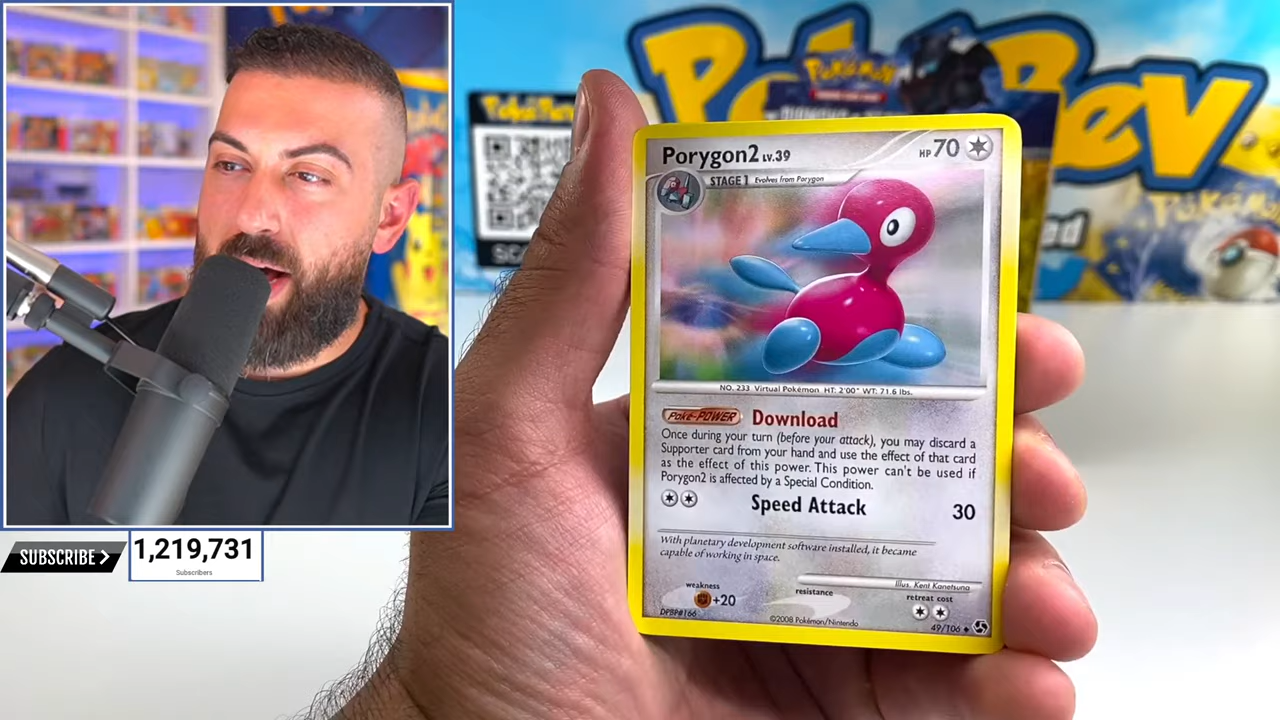 PokéRev
Pokémon
SUBSCRIBE >
1,219,731
Subscribers
Porygon2 LV.39
HP 70
STAGE 1 Evolves from Porygon
NO. 233 Virtual Pokémon HT: 2'00" WT: 71.6 lbs.
Poké-POWER Download
Once during your turn (before your attack), you may discard a
Supporter card from your hand and use the effect of that card
as the effect of this power. This power can't be used if
Porygon2 is affected by a Special Condition.
Speed Attack 30
With planetary development software installed, it became
capable of working in space.
Illus. Kent Kanetsuna
weakness
+20
resistance
retreat cost
DPBP#166
©2008 Pokémon/Nintendo
49/106